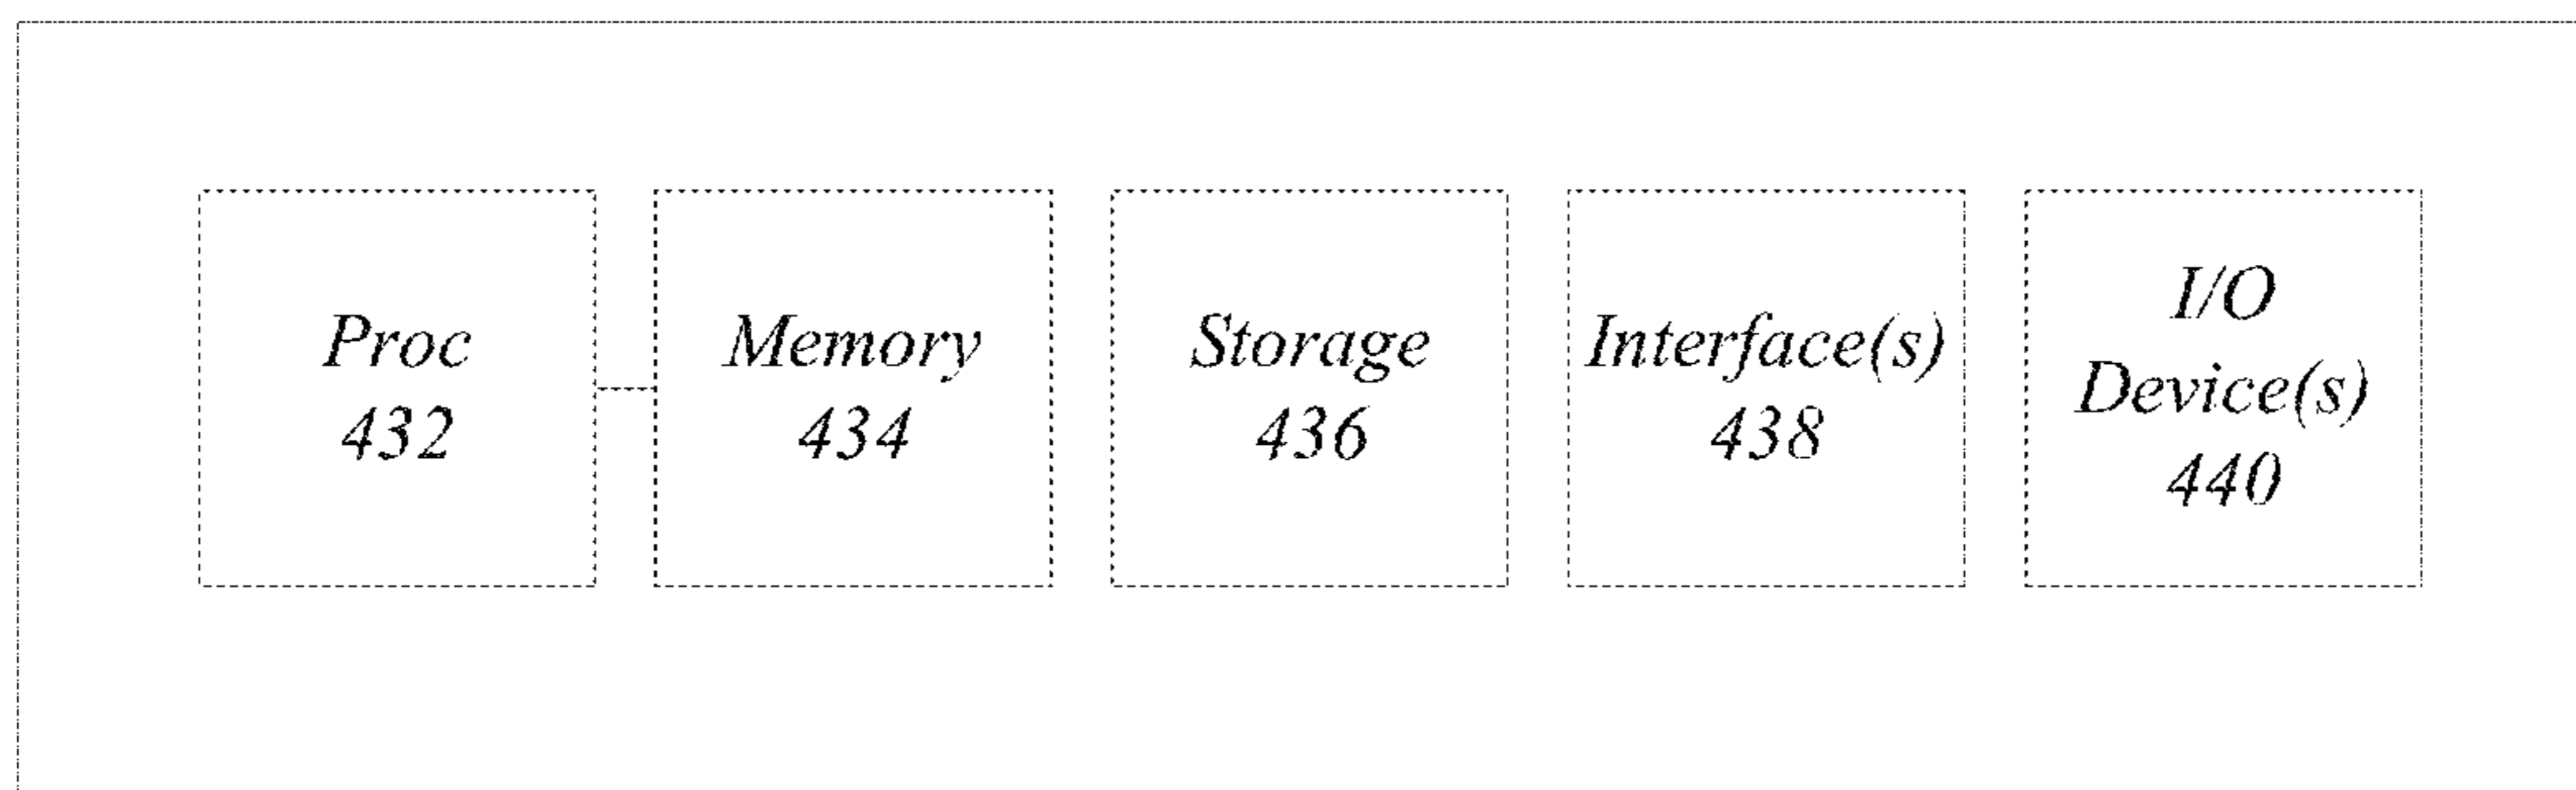 Proc
432
Memory
434
Storage
436
Interface(s)
438
I/O
Device(s)
440